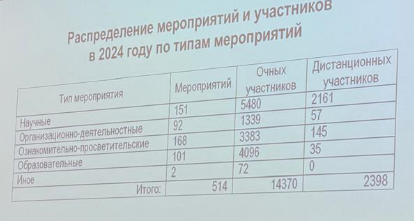 Распределение мероприятий и участников
в 2024 году по типам мероприятий
Тип мероприятия Мероприятий Очных участников Дистанционных участников
Научные 151 5480 2161
Организационно-деятельностные 92 1339 57
Ознакомительно-просветительские 168 3383 145
Образовательные 101 4096 35
Иное 2 72 0
Итого: 514 14370 2398